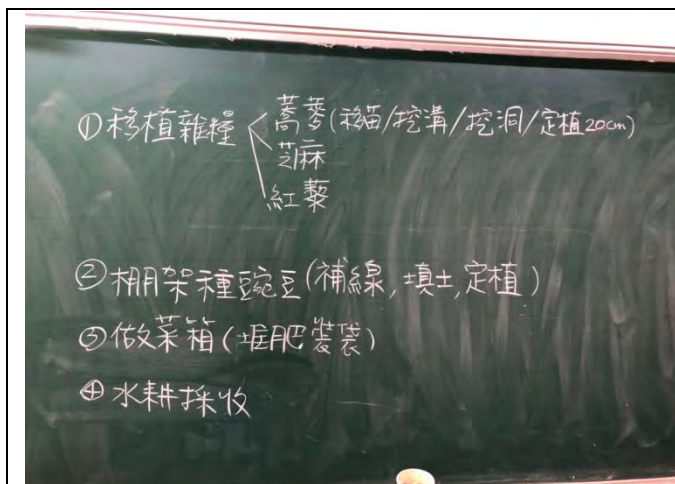 ①移植雜糧 蕎麥(移苗/挖溝/挖洞/定植20cm)
芝麻
紅藜
②棚架種豌豆(補線,填土,定植)
③做菜箱(堆肥裝袋)
④水耕採收